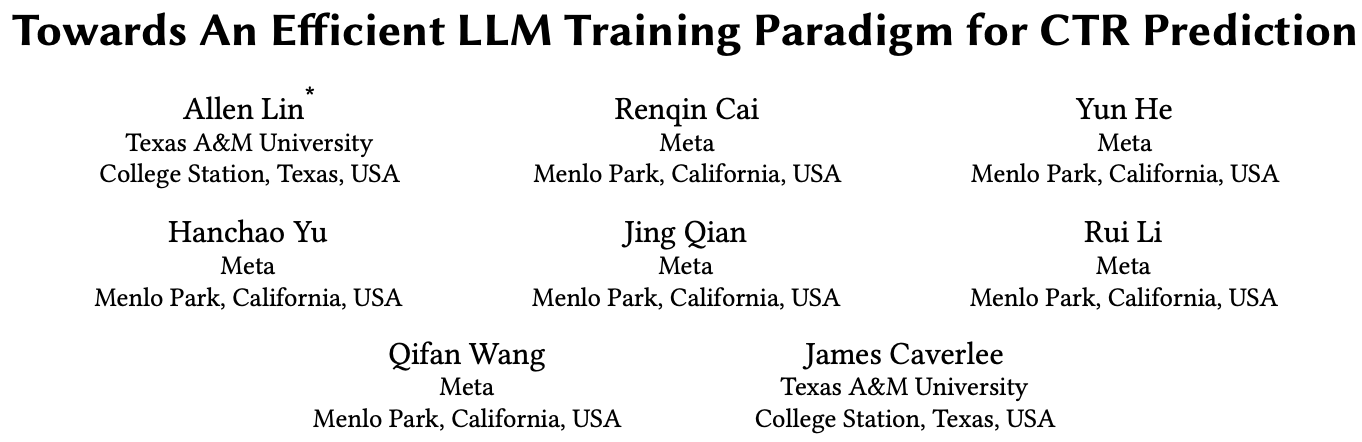 Towards An Efficient LLM Training Paradigm for CTR Prediction
Allen Lin*
Texas A&M University
College Station, Texas, USA
Renqin Cai
Meta
Menlo Park, California, USA
Yun He
Meta
Menlo Park, California, USA
Hanchao Yu
Meta
Menlo Park, California, USA
Jing Qian
Meta
Menlo Park, California, USA
Rui Li
Meta
Menlo Park, California, USA
Qifan Wang
Meta
Menlo Park, California, USA
James Caverlee
Texas A&M University
College Station, Texas, USA